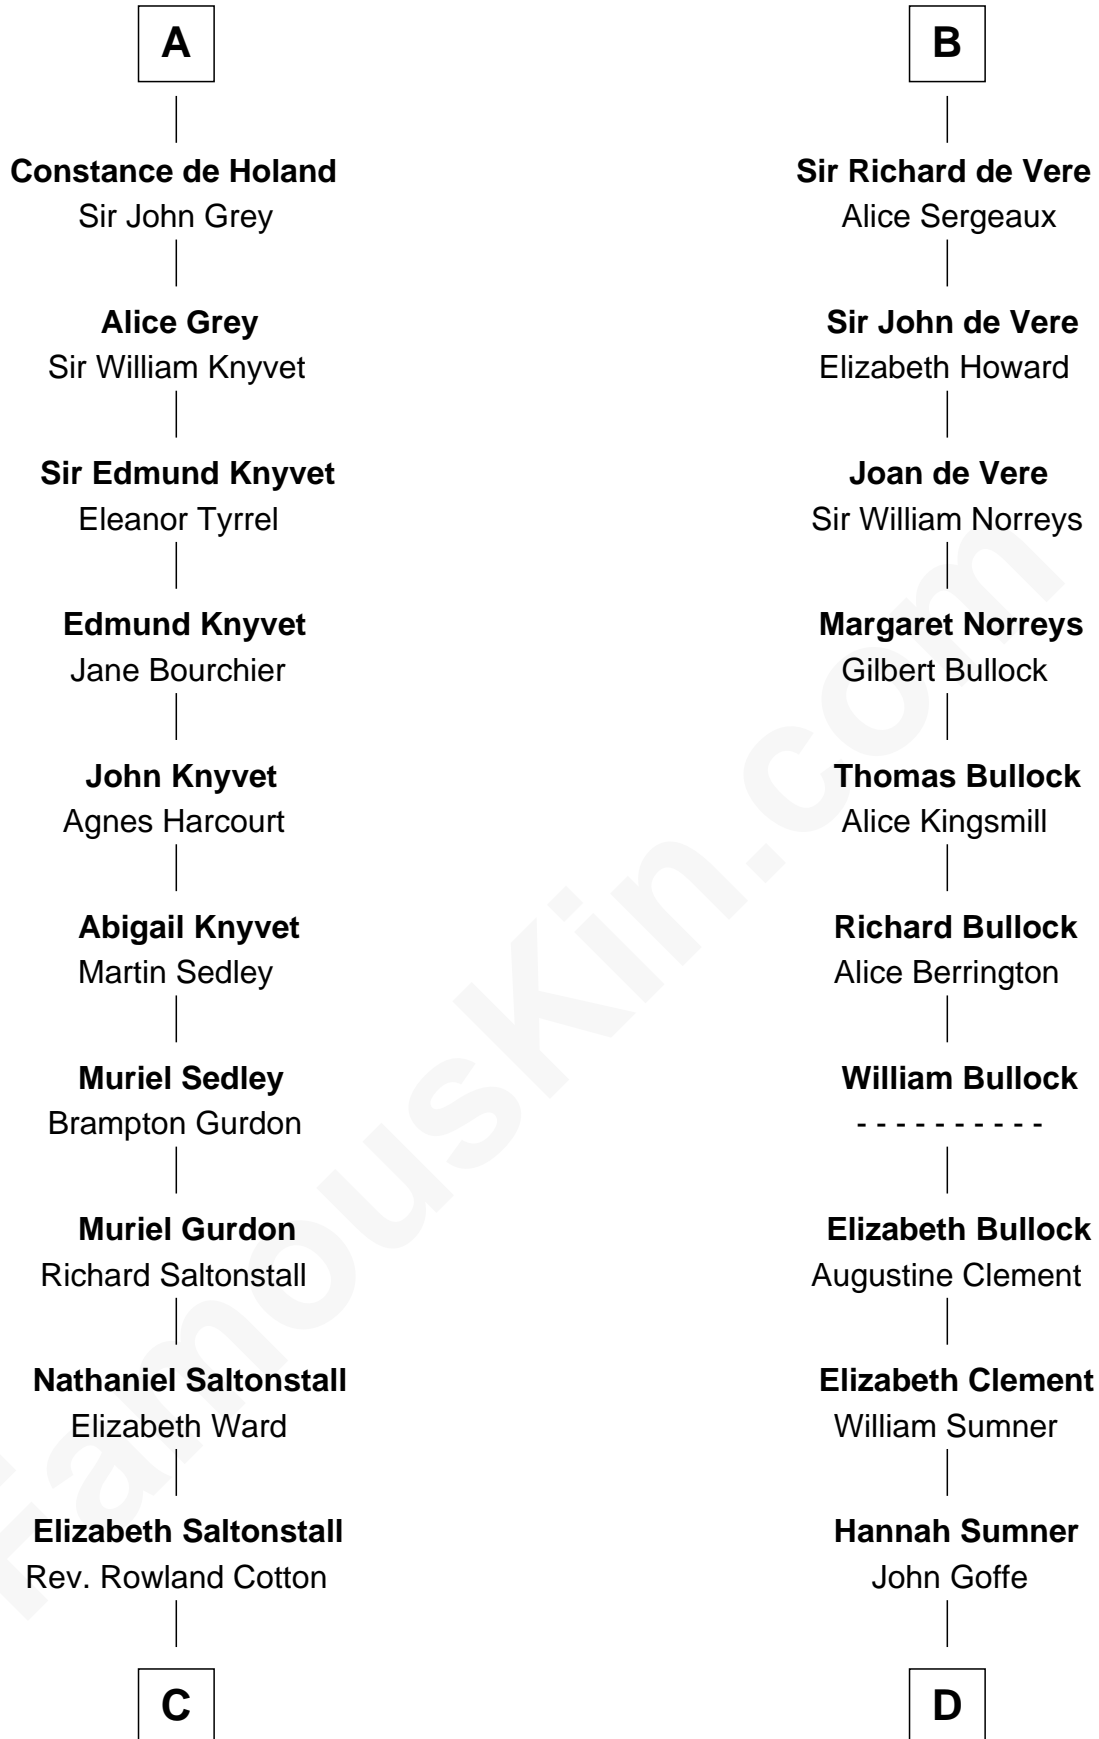 A
Constance de Holand
Sir John Grey
Alice Grey
Sir William Knyvet
Sir Edmund Knyvet
Eleanor Tyrrel
Edmund Knyvet
Jane Bourchier
John Knyvet
Agnes Harcourt
Abigail Knyvet
Martin Sedley
Muriel Sedley
Brampton Gurdon
Muriel Gurdon
Richard Saltonstall
Nathaniel Saltonstall
Elizabeth Ward
Elizabeth Saltonstall
Rev. Rowland Cotton
C
B
Sir Richard de Vere
Alice Sergeaux
Sir John de Vere
Elizabeth Howard
Joan de Vere
Sir William Norreys
Margaret Norreys
Gilbert Bullock
Thomas Bullock
Alice Kingsmill
Richard Bullock
Alice Berrington
William Bullock
- - - - - - - - - -
Elizabeth Bullock
Augustine Clement
Elizabeth Clement
William Sumner
Hannah Sumner
John Goffe
D
FamousKin.com